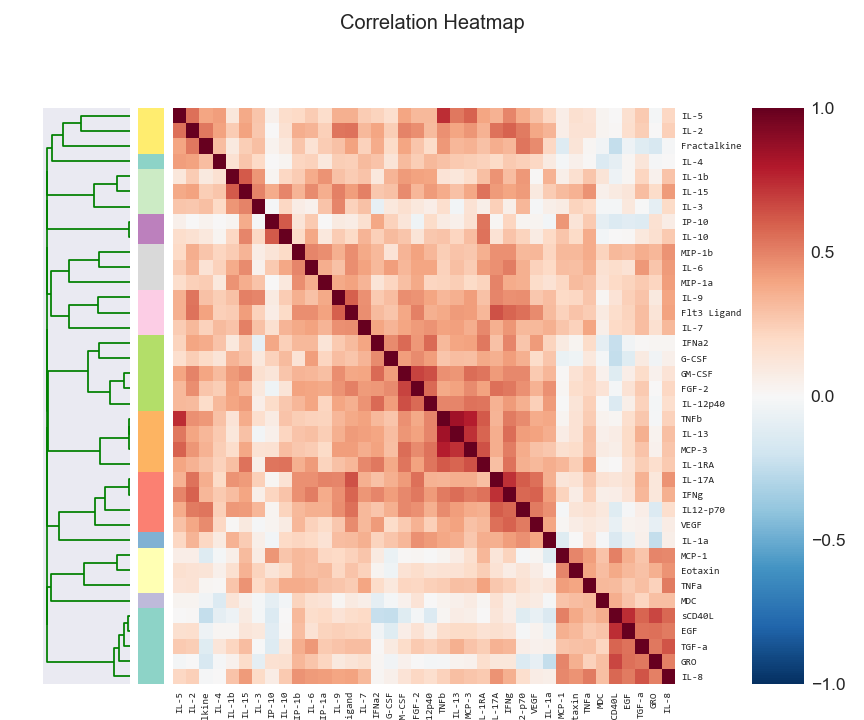 Correlation Heatmap
IL-5
IL-2
Fractalkine
IL-4
IL-1b
IL-15
IL-3
IP-10
IL-10
MIP-1b
IL-6
MIP-1a
IL-9
Flt3 Ligand
IL-7
IFNa2
G-CSF
GM-CSF
FGF-2
IL-12p40
TNFb
IL-13
MCP-3
IL-1RA
IL-17A
IFNg
IL12-p70
VEGF
IL-1a
MCP-1
Eotaxin
TNFa
MDC
sCD40L
EGF
TGF-a
GRO
IL-8
1.0
0.5
0.0
−0.5
−1.0
IL-5
IL-2
lkine
IL-4
IL-1b
IL-15
IL-3
IP-10
IL-10
IP-1b
IL-6
IP-1a
IL-9
igand
IL-7
IFNa2
G-CSF
M-CSF
FGF-2
12p40
TNFb
IL-13
MCP-3
L-1RA
L-17A
IFNg
2-p70
VEGF
IL-1a
MCP-1
taxin
TNFa
MDC
CD40L
EGF
TGF-a
GRO
IL-8